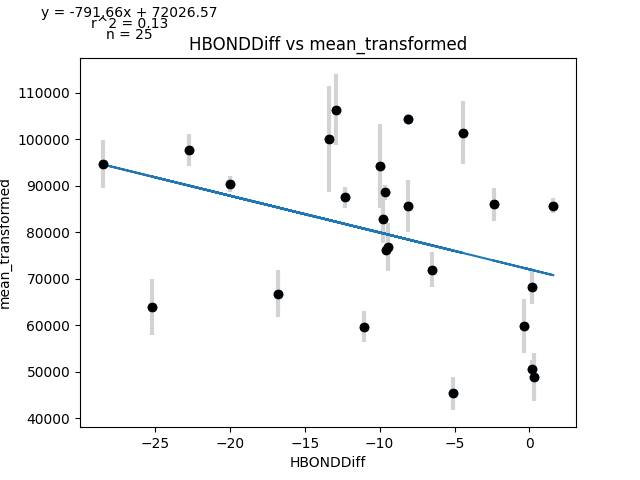 y = -791.66x + 72026.57
r^2 = 0.13
n = 25
HBONDDiff vs mean_transformed
mean_transformed
110000
100000
90000
80000
70000
60000
50000
40000
−25
−20
−15
−10
−5
0
HBONDDiff